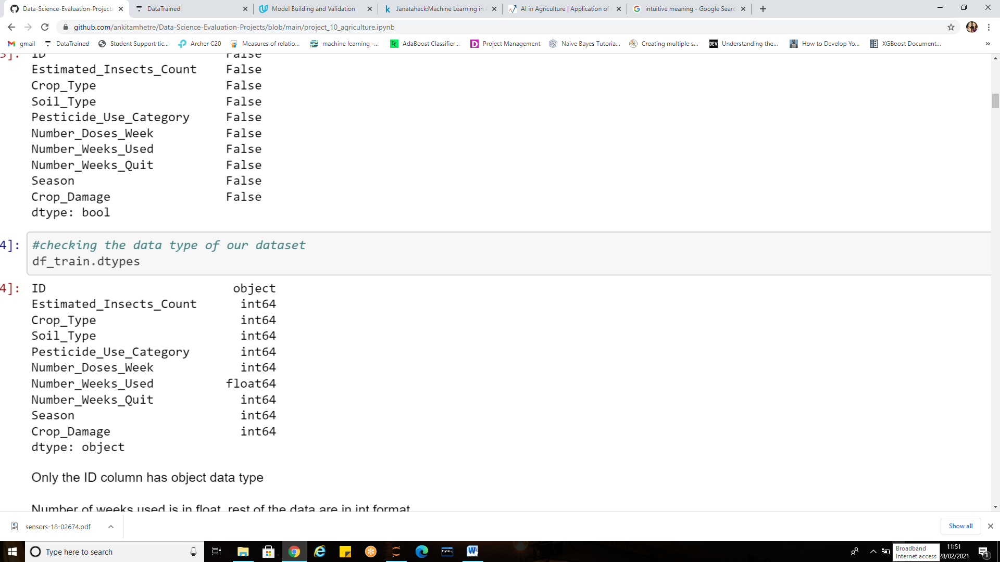 Data-Science-Evaluation-Projects
DataTrained
Model Building and Validation
Janatahack:Machine Learning in
AI in Agriculture | Application of
intuitive meaning - Google Sear
github.com/ankitamhetre/Data-Science-Evaluation-Projects/blob/main/project_10_agriculture.ipynb
gmail
DataTrained
Student Support tic...
Archer C20
Measures of relatio...
machine learning -...
AdaBoost Classifier...
Project Management
Naive Bayes Tutoria...
Creating multiple s...
DEV Understanding the...
How to Develop Yo...
XGBoost Document...
3]: ID False
Estimated_Insects_Count False
Crop_Type False
Soil_Type False
Pesticide_Use_Category False
Number_Doses_Week False
Number_Weeks_Used False
Number_Weeks_Quit False
Season False
Crop_Damage False
dtype: bool
4]: #checking the data type of our dataset
df_train.dtypes
4]: ID object
Estimated_Insects_Count int64
Crop_Type int64
Soil_Type int64
Pesticide_Use_Category int64
Number_Doses_Week int64
Number_Weeks_Used float64
Number_Weeks_Quit int64
Season int64
Crop_Damage int64
dtype: object
Only the ID column has object data type
Number of weeks used is in float, rest of the data are in int format
sensors-18-02674.pdf
Show all
Type here to search
Broadband
Internet access
11:51
28/02/2021
1